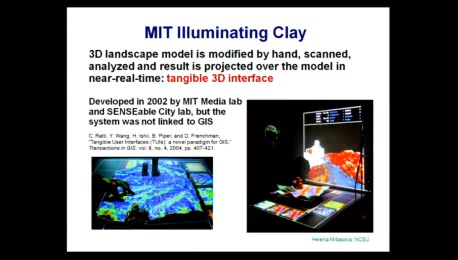 MIT Illuminating Clay
3D landscape model is modified by hand, scanned,
analyzed and result is projected over the model in
near-real-time: tangible 3D interface
Developed in 2002 by MIT Media lab
and SENSEable City lab, but the
system was not linked to GIS
C. Ratti, Y. Wang, H. Ishii, B. Piper, and D. Frenchman,
"Tangible User Interfaces (TUIs): a novel paradigm for GIS."
Transactions in GIS, vol. 8, no. 4, 2004, pp. 407-421.
Helena Mitasova, NCSU